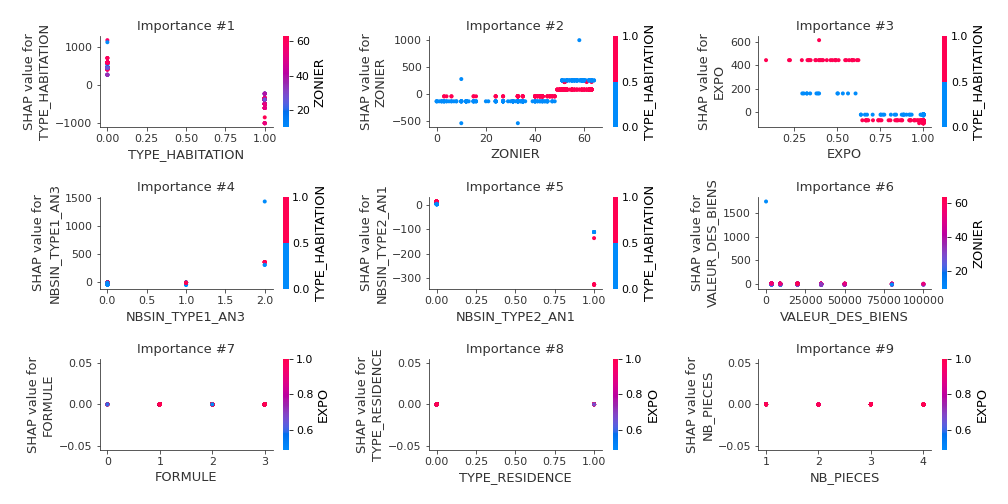 Importance #1
SHAP value for
TYPE_HABITATION
1000
0
−1000
0.00 0.25 0.50 0.75 1.00
TYPE_HABITATION
60
40
20
ZONIER
Importance #2
SHAP value for
ZONIER
1000
500
0
−500
0 20 40 60
ZONIER
1.0
0.5
0.0
TYPE_HABITATION
Importance #3
SHAP value for
EXPO
600
400
200
0
0.25 0.50 0.75 1.00
EXPO
1.0
0.5
0.0
TYPE_HABITATION
Importance #4
SHAP value for
NBSIN_TYPE1_AN3
1500
1000
500
0
0.0 0.5 1.0 1.5 2.0
NBSIN_TYPE1_AN3
1.0
0.5
0.0
TYPE_HABITATION
Importance #5
SHAP value for
NBSIN_TYPE2_AN1
0
−100
−200
−300
0.00 0.25 0.50 0.75 1.00
NBSIN_TYPE2_AN1
1.0
0.5
0.0
TYPE_HABITATION
Importance #6
SHAP value for
VALEUR_DES_BIENS
1500
1000
500
0
0 25000 50000 75000 100000
VALEUR_DES_BIENS
60
40
20
ZONIER
Importance #7
SHAP value for
FORMULE
0.05
0.00
−0.05
0 1 2 3
FORMULE
1.0
0.8
0.6
EXPO
Importance #8
SHAP value for
TYPE_RESIDENCE
0.05
0.00
−0.05
0.00 0.25 0.50 0.75 1.00
TYPE_RESIDENCE
1.0
0.8
0.6
EXPO
Importance #9
SHAP value for
NB_PIECES
0.05
0.00
−0.05
1 2 3 4
NB_PIECES
1.0
0.8
0.6
EXPO